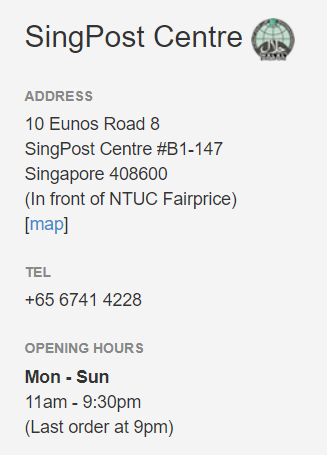 SingPost Centre
ADDRESS
10 Eunos Road 8
SingPost Centre #B1-147
Singapore 408600
(In front of NTUC Fairprice)
[map]
TEL
+65 6741 4228
OPENING HOURS
Mon - Sun
11am - 9:30pm
(Last order at 9pm)